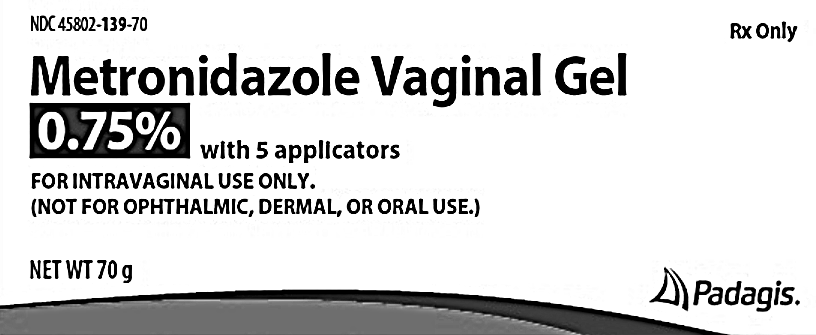 NDC 45802-139-70
Rx Only
Metronidazole Vaginal Gel
0.75% with 5 applicators
FOR INTRAVAGINAL USE ONLY.
(NOT FOR OPHTHALMIC, DERMAL, OR ORAL USE.)
NET WT 70 g
Padagis.